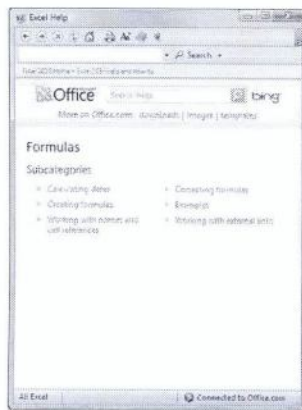 Excel Help
Search
Office
bing
More on Office.com: downloads | images | templates
Formulas
Subcategories
Calculating dates
Correcting formulas
Creating formulas
Examples
Working with names and cell references
Working with external links
All Excel
Connected to Office.com